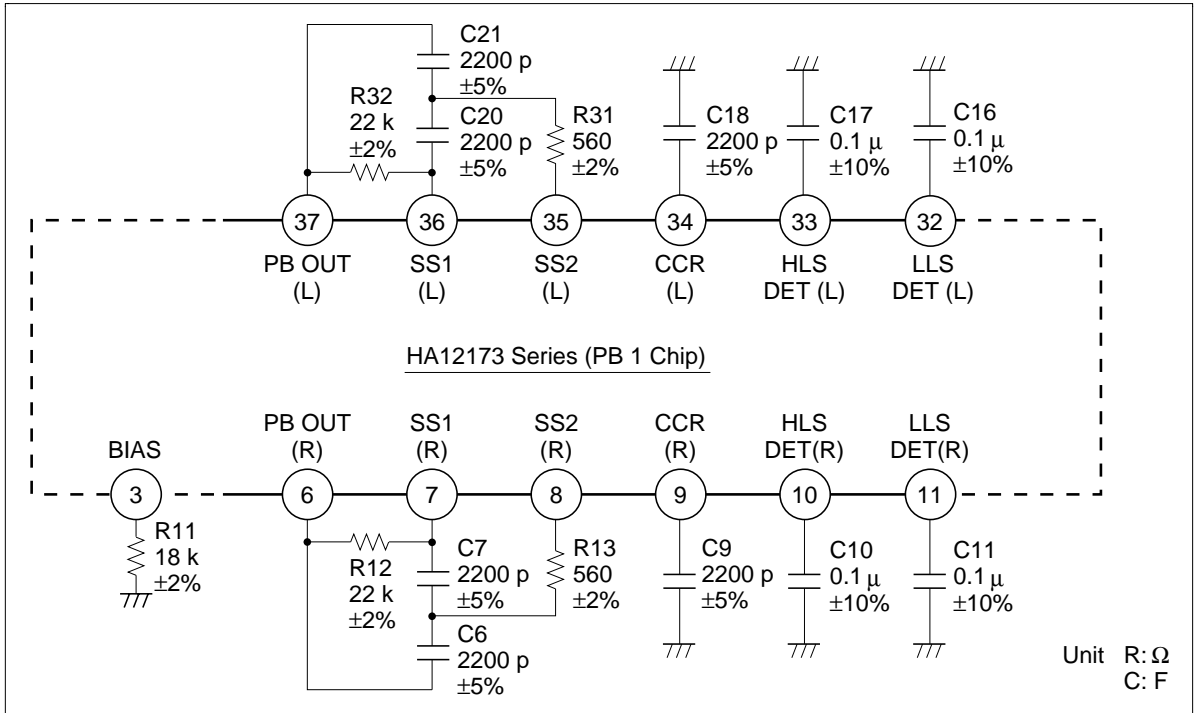 C21
2200 p
±5%
R32
22 k
±2%
C20
2200 p
±5%
R31
560
±2%
C18
2200 p
±5%
C17
0.1 µ
±10%
C16
0.1 µ
±10%
37
36
35
34
33
32
PB OUT
(L)
SS1
(L)
SS2
(L)
CCR
(L)
HLS
DET (L)
LLS
DET (L)
HA12173 Series (PB 1 Chip)
BIAS
PB OUT
(R)
SS1
(R)
SS2
(R)
CCR
(R)
HLS
DET(R)
LLS
DET(R)
3
6
7
8
9
10
11
R11
18 k
±2%
R12
22 k
±2%
C7
2200 p
±5%
C6
2200 p
±5%
R13
560
±2%
C9
2200 p
±5%
C10
0.1 µ
±10%
C11
0.1 µ
±10%
Unit R: Ω
C: F